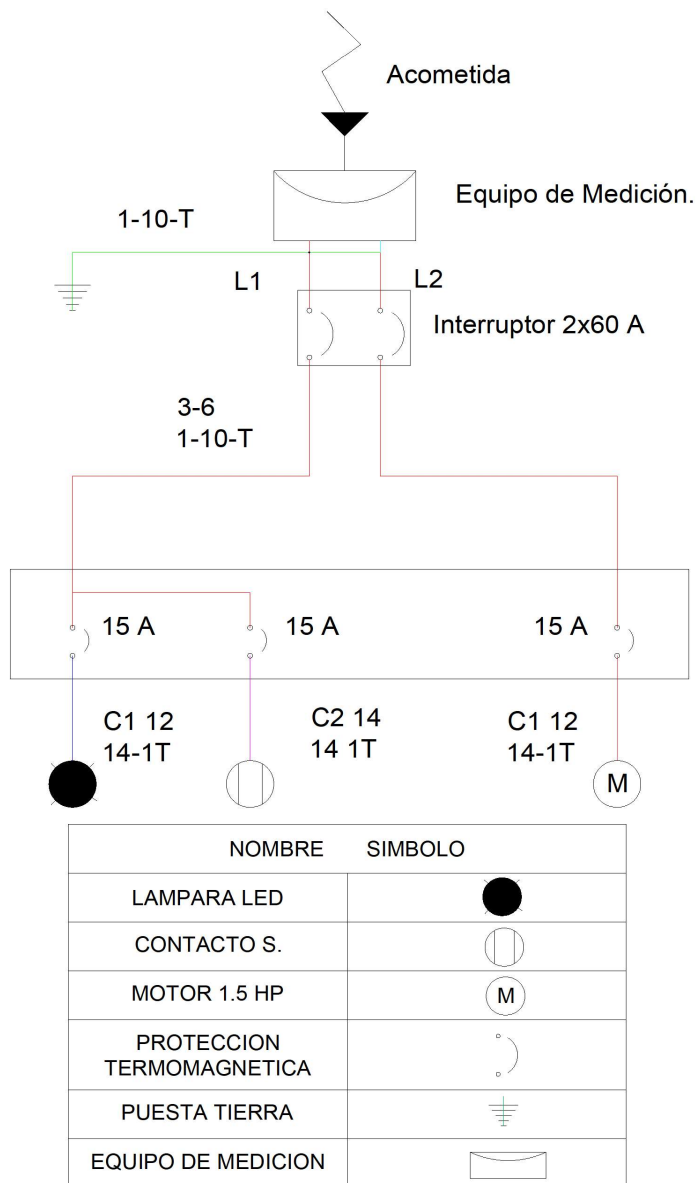 Acometida
Equipo de Medición.
1-10-T
L1
L2
Interruptor 2x60 A
3-6
1-10-T
15 A
15 A
15 A
C1 12
14-1T
C2 14
14 1T
C1 12
14-1T
M
NOMBRE SIMBOLO
LAMPARA LED
CONTACTO S.
MOTOR 1.5 HP
M
PROTECCION
TERMOMAGNETICA
PUESTA TIERRA
EQUIPO DE MEDICION